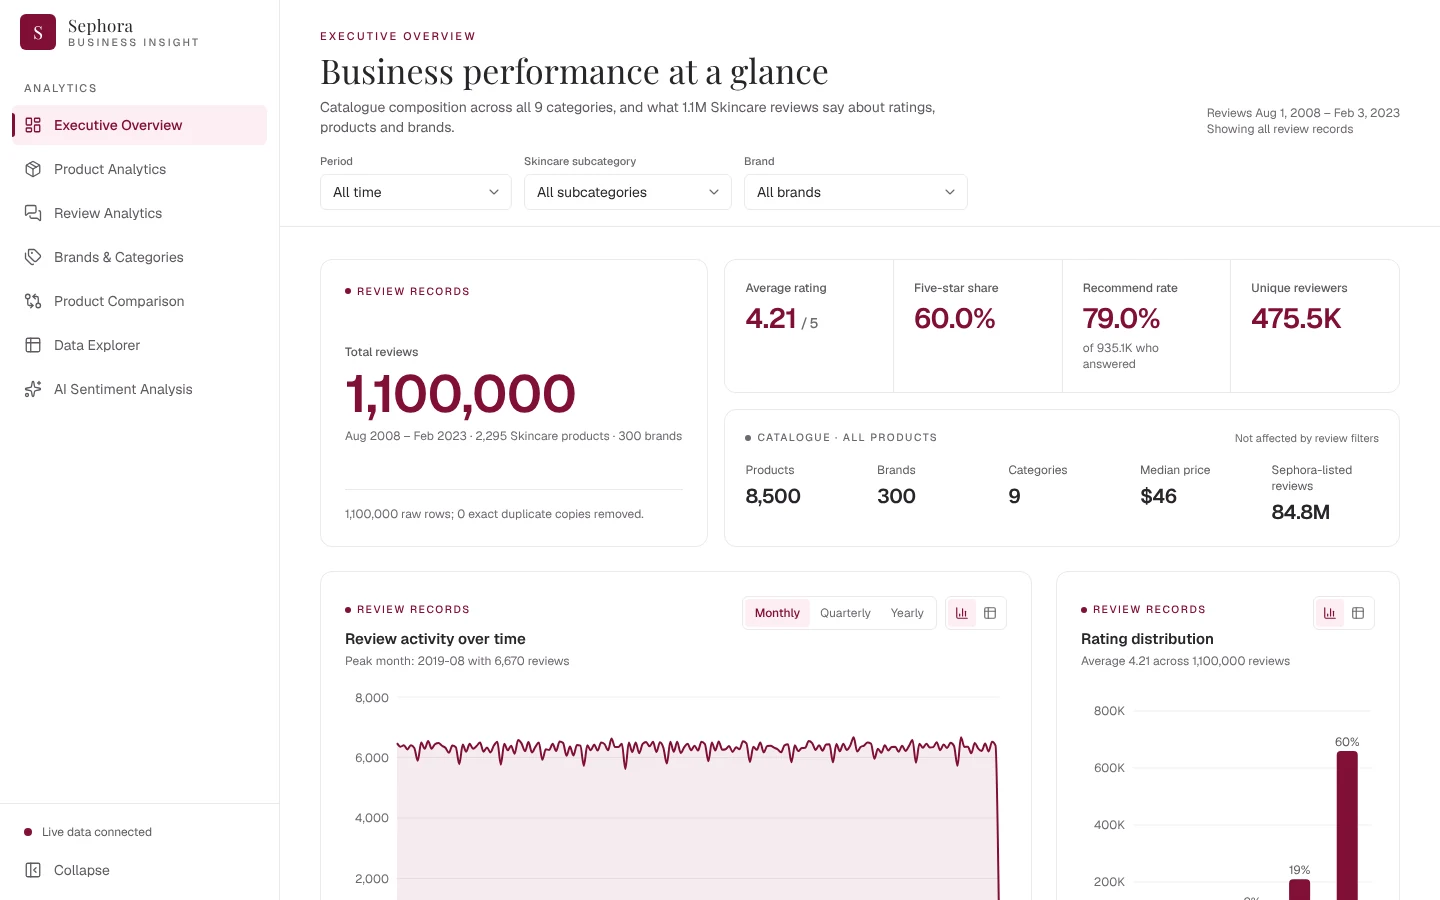 S
Sephora
BUSINESS INSIGHT
ANALYTICS
Executive Overview
Product Analytics
Review Analytics
Brands & Categories
Product Comparison
Data Explorer
AI Sentiment Analysis
Live data connected
Collapse
EXECUTIVE OVERVIEW
Business performance at a glance
Catalogue composition across all 9 categories, and what 1.1M Skincare reviews say about ratings,
products and brands.
Reviews Aug 1, 2008 – Feb 3, 2023
Showing all review records
Period
Skincare subcategory
Brand
All time
All subcategories
All brands
REVIEW RECORDS
Total reviews
1,100,000
Aug 2008 – Feb 2023 · 2,295 Skincare products · 300 brands
1,100,000 raw rows; 0 exact duplicate copies removed.
Average rating
4.21 / 5
Five-star share
60.0%
Recommend rate
79.0%
of 935.1K who
answered
Unique reviewers
475.5K
CATALOGUE · ALL PRODUCTS
Not affected by review filters
Products
8,500
Brands
300
Categories
9
Median price
$46
Sephora-listed
reviews
84.8M
REVIEW RECORDS
Review activity over time
Peak month: 2019-08 with 6,670 reviews
Monthly
Quarterly
Yearly
8,000
6,000
4,000
2,000
REVIEW RECORDS
Rating distribution
Average 4.21 across 1,100,000 reviews
800K
600K
400K
200K
60%
19%